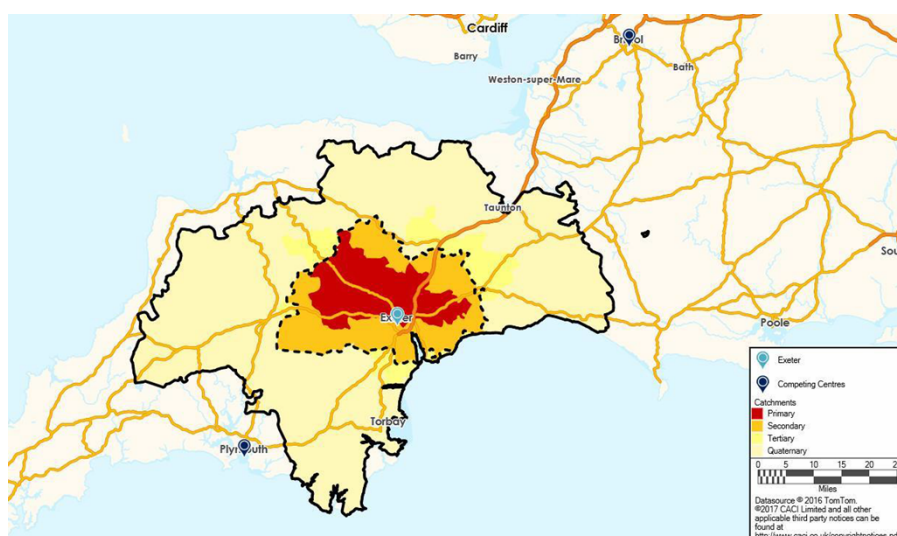 Cardiff
Barry
Bristol
Bath
Weston-super-Mare
Taunton
Exeter
Poole
Torbay
Plymouth
Exeter
Competing Centres
Catchments
Primary
Secondary
Tertiary
Quaternary
0 5 10 15 20
Miles
Datasource © 2016 TomTom.
©2017 CACI Limited and all other
applicable third party notices can be
found at